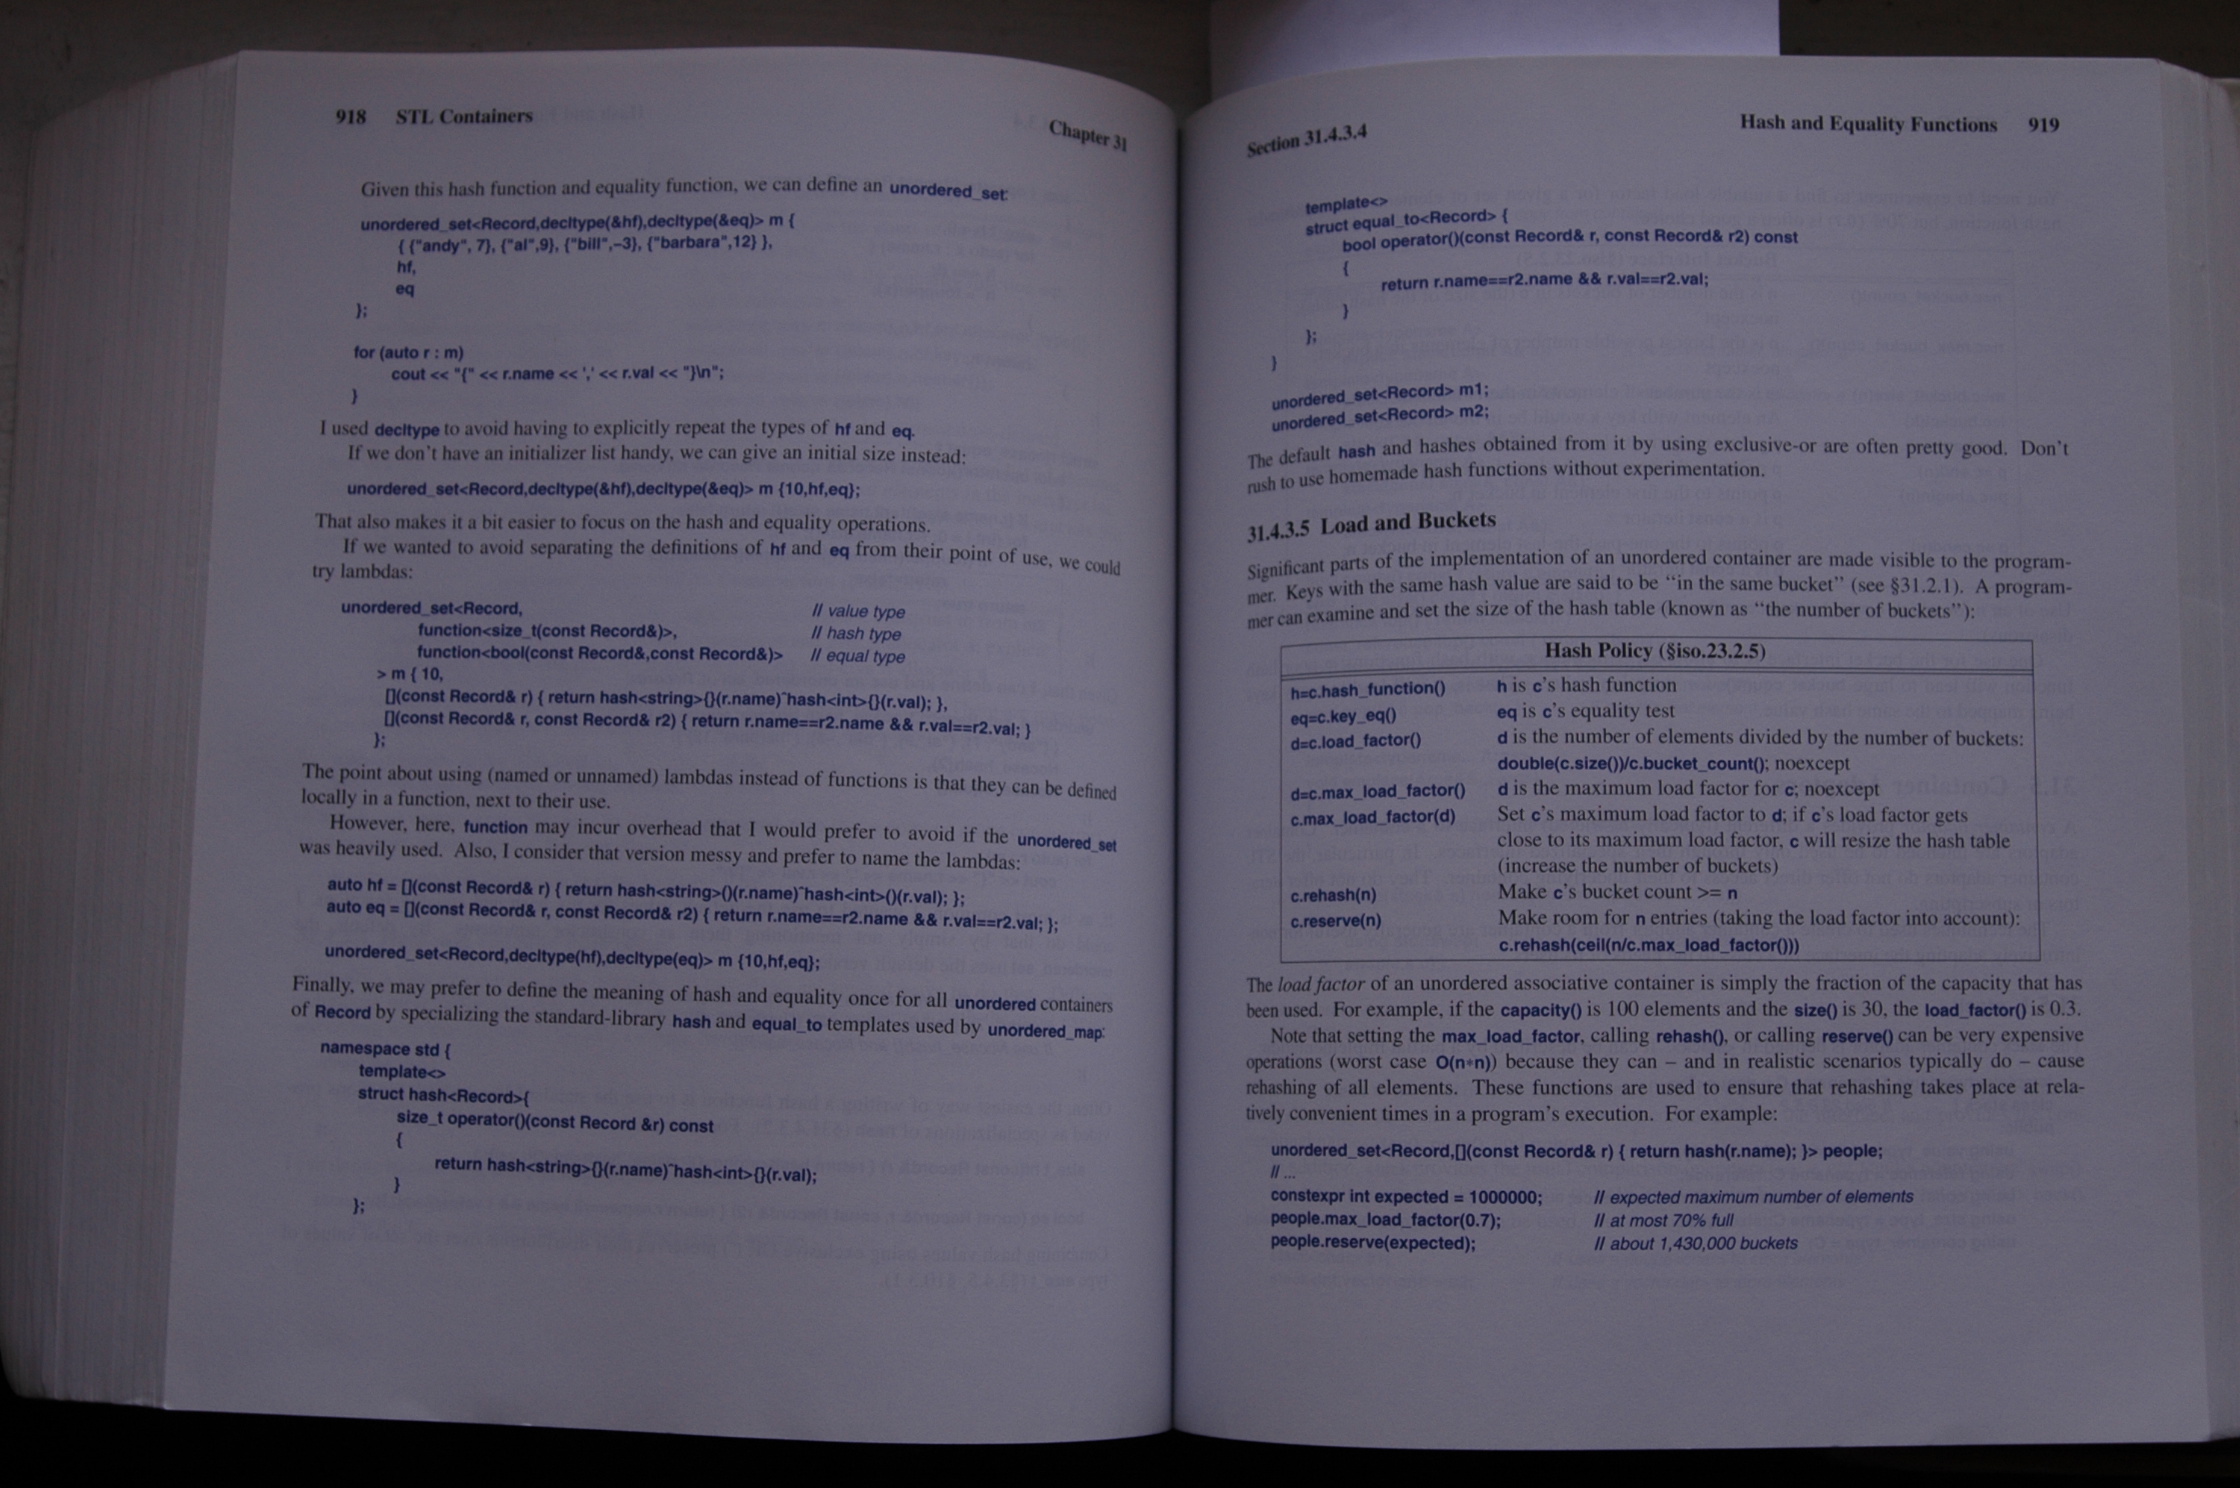 918 STL Containers Chapter 31
Given this hash function and equality function, we can define an unordered_set:
unordered_set<Record,decltype(&hf),decltype(&eq)> m {
{ {"andy", 7}, {"al",9}, {"bill",–3}, {"barbara",12} },
hf,
eq
};
for (auto r : m)
cout << "{" << r.name << ',' << r.val << "}\n";
}
I used decltype to avoid having to explicitly repeat the types of hf and eq.
If we don't have an initializer list handy, we can give an initial size instead:
unordered_set<Record,decltype(&hf),decltype(&eq)> m {10,hf,eq};
That also makes it a bit easier to focus on the hash and equality operations.
If we wanted to avoid separating the definitions of hf and eq from their point of use, we could
try lambdas:
unordered_set<Record, // value type
function<size_t(const Record&)>, // hash type
function<bool(const Record&,const Record&)> // equal type
> m { 10,
[](const Record& r) { return hash<string>{}(r.name)^hash<int>{}(r.val); },
[](const Record& r, const Record& r2) { return r.name==r2.name && r.val==r2.val; }
};
The point about using (named or unnamed) lambdas instead of functions is that they can be defined
locally in a function, next to their use.
However, here, function may incur overhead that I would prefer to avoid if the unordered_set
was heavily used. Also, I consider that version messy and prefer to name the lambdas:
auto hf = [](const Record& r) { return hash<string>()(r.name)^hash<int>()(r.val); };
auto eq = [](const Record& r, const Record& r2) { return r.name==r2.name && r.val==r2.val; };
unordered_set<Record,decltype(hf),decltype(eq)> m {10,hf,eq};
Finally, we may prefer to define the meaning of hash and equality once for all unordered containers
of Record by specializing the standard-library hash and equal_to templates used by unordered_map:
namespace std {
template<>
struct hash<Record>{
size_t operator()(const Record &r) const
{
return hash<string>{}(r.name)^hash<int>{}(r.val);
}
};
Section 31.4.3.4 Hash and Equality Functions 919
template<>
struct equal_to<Record> {
bool operator()(const Record& r, const Record& r2) const
{
return r.name==r2.name && r.val==r2.val;
}
};
}
unordered_set<Record> m1;
unordered_set<Record> m2;
The default hash and hashes obtained from it by using exclusive-or are often pretty good. Don't
rush to use homemade hash functions without experimentation.
31.4.3.5 Load and Buckets
Significant parts of the implementation of an unordered container are made visible to the program-
mer. Keys with the same hash value are said to be "in the same bucket" (see §31.2.1). A program-
mer can examine and set the size of the hash table (known as "the number of buckets"):
Hash Policy (§iso.23.2.5)
h=c.hash_function() h is c's hash function
eq=c.key_eq() eq is c's equality test
d=c.load_factor() d is the number of elements divided by the number of buckets:
double(c.size())/c.bucket_count(); noexcept
d=c.max_load_factor() d is the maximum load factor for c; noexcept
c.max_load_factor(d) Set c's maximum load factor to d; if c's load factor gets
close to its maximum load factor, c will resize the hash table
(increase the number of buckets)
c.rehash(n) Make c's bucket count >= n
c.reserve(n) Make room for n entries (taking the load factor into account):
c.rehash(ceil(n/c.max_load_factor()))
The load factor of an unordered associative container is simply the fraction of the capacity that has
been used. For example, if the capacity() is 100 elements and the size() is 30, the load_factor() is 0.3.
Note that setting the max_load_factor, calling rehash(), or calling reserve() can be very expensive
operations (worst case O(n*n)) because they can – and in realistic scenarios typically do – cause
rehashing of all elements. These functions are used to ensure that rehashing takes place at rela-
tively convenient times in a program's execution. For example:
unordered_set<Record,[](const Record& r) { return hash(r.name); }> people;
// ...
constexpr int expected = 1000000; // expected maximum number of elements
people.max_load_factor(0.7); // at most 70% full
people.reserve(expected); // about 1,430,000 buckets